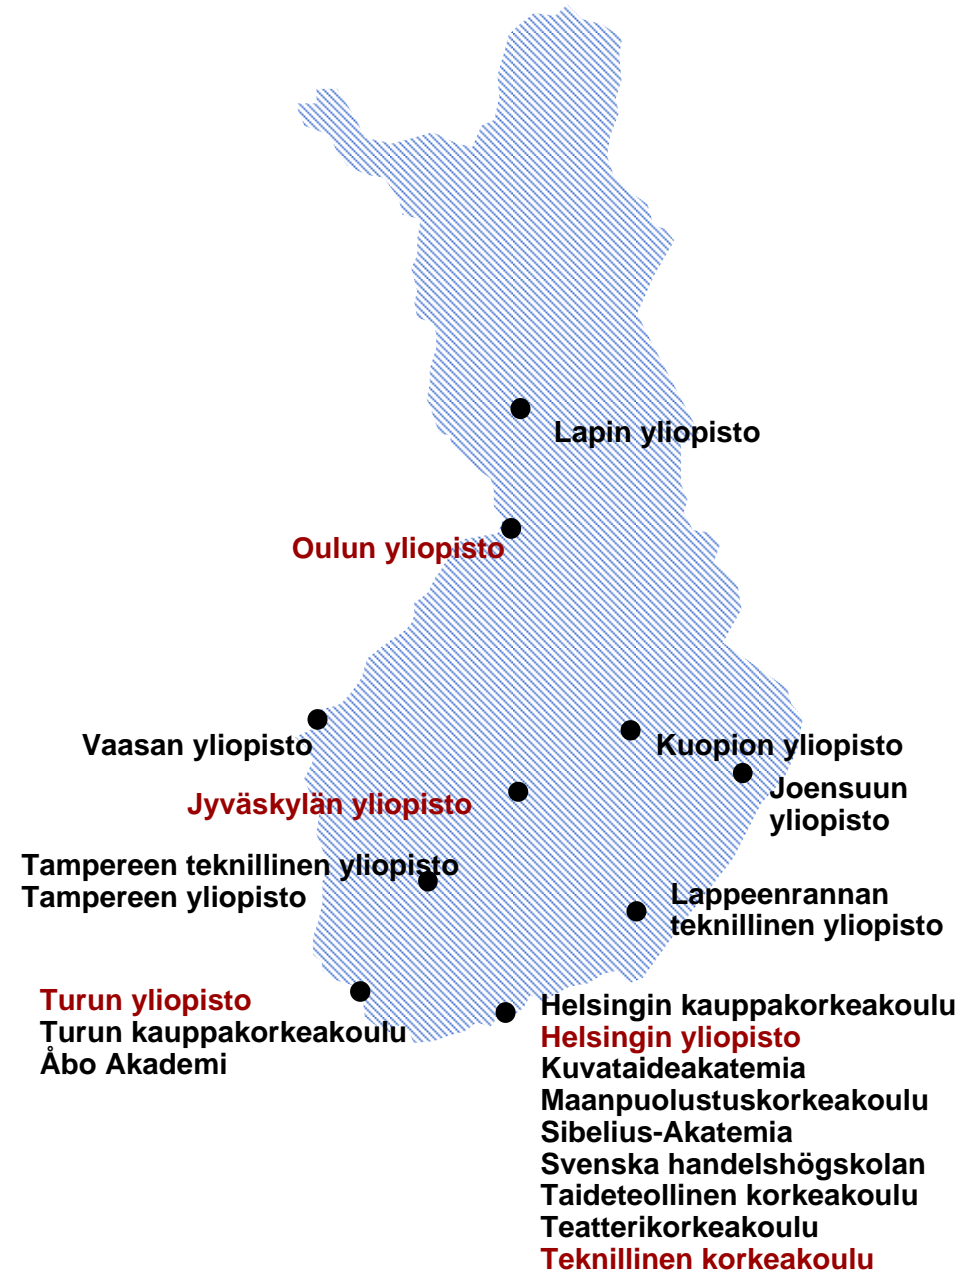 Lapin yliopisto
Oulun yliopisto
Vaasan yliopisto
Kuopion yliopisto
Joensuun
yliopisto
Jyväskylän yliopisto
Tampereen teknillinen yliopisto
Tampereen yliopisto
Lappeenrannan
teknillinen yliopisto
Turun yliopisto
Turun kauppakorkeakoulu
Åbo Akademi
Helsingin kauppakorkeakoulu
Helsingin yliopisto
Kuvataideakatemia
Maanpuolustuskorkeakoulu
Sibelius-Akatemia
Svenska handelshögskolan
Taideteollinen korkeakoulu
Teatterikorkeakoulu
Teknillinen korkeakoulu